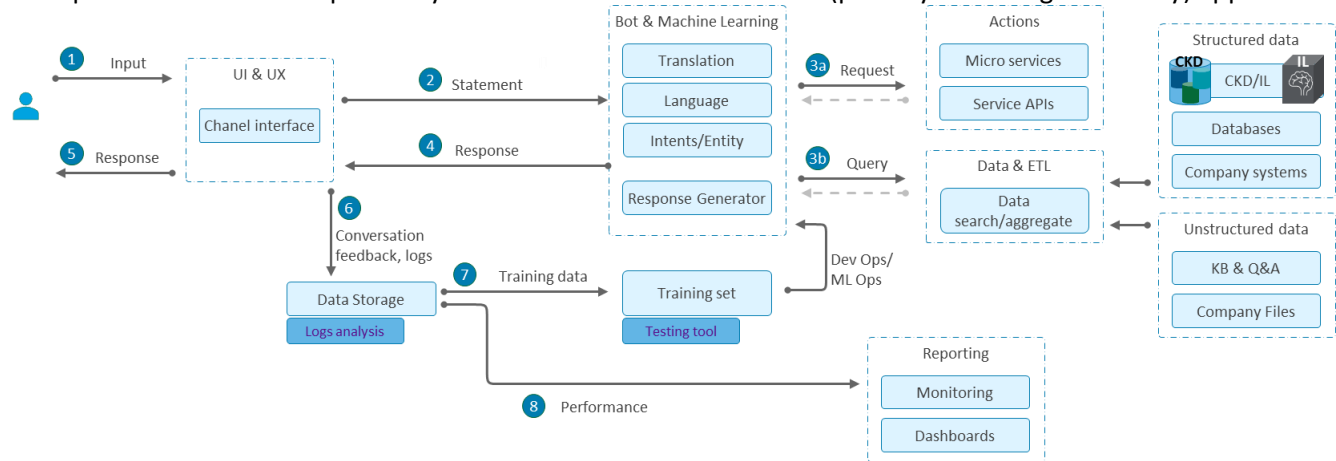 Bot & Machine Learning
Actions
Structured data
1
Input
UI & UX
Chanel interface
2
Statement
Translation
Language
Intents/Entity
Response Generator
3a
Request
Micro services
Service APIs
CKD
IL
CKD/IL
Databases
Company systems
5
Response
4
Response
3b
Query
Data & ETL
Data
search/aggregate
Unstructured data
KB & Q&A
Company Files
6
Conversation
feedback, logs
Dev Ops/
ML Ops
7
Training data
Data Storage
Logs analysis
Training set
Testing tool
Reporting
Monitoring
Dashboards
8
Performance